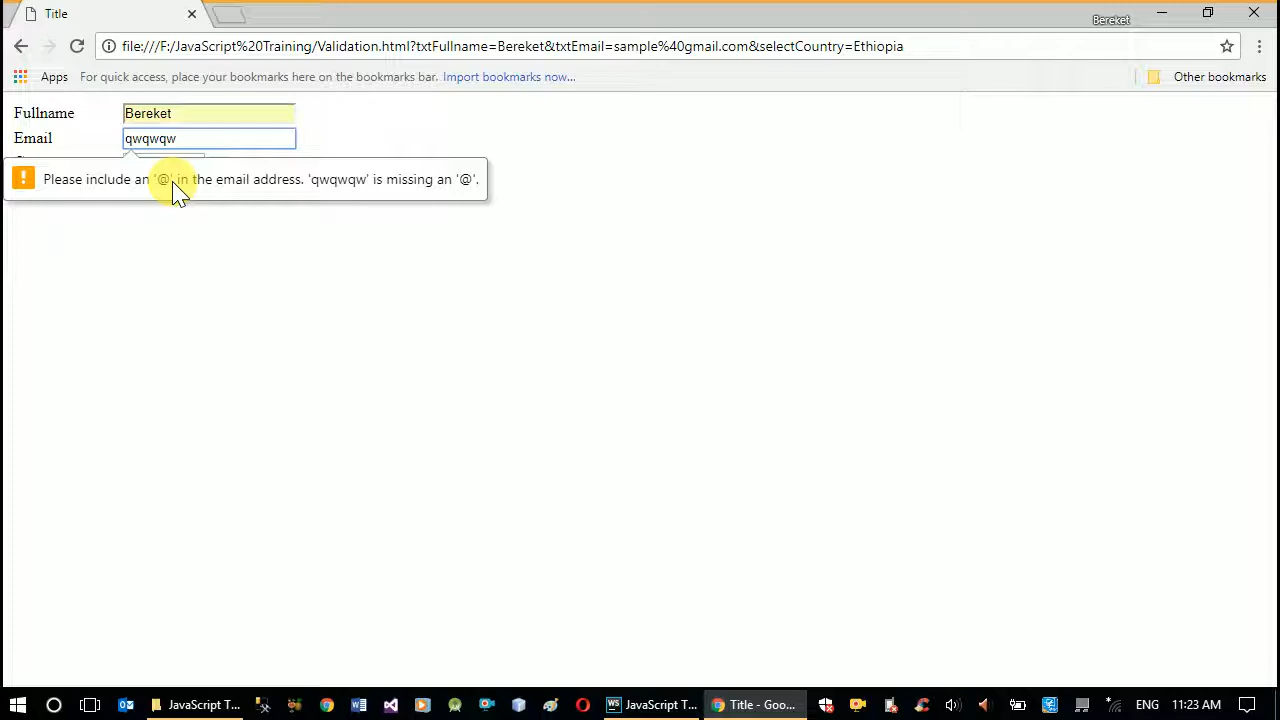 Title
Bereket
file:///F:/JavaScript%20Training/Validation.html?txtFullname=Bereket&txtEmail=sample%40gmail.com&selectCountry=Ethiopia
Apps For quick access, place your bookmarks here on the bookmarks bar. Import bookmarks now... Other bookmarks
Fullname Bereket
Email qwqwqw
Please include an '@' in the email address. 'qwqwqw' is missing an '@'.
JavaScript T... JavaScript T... Title - Goo... ENG 11:23 AM